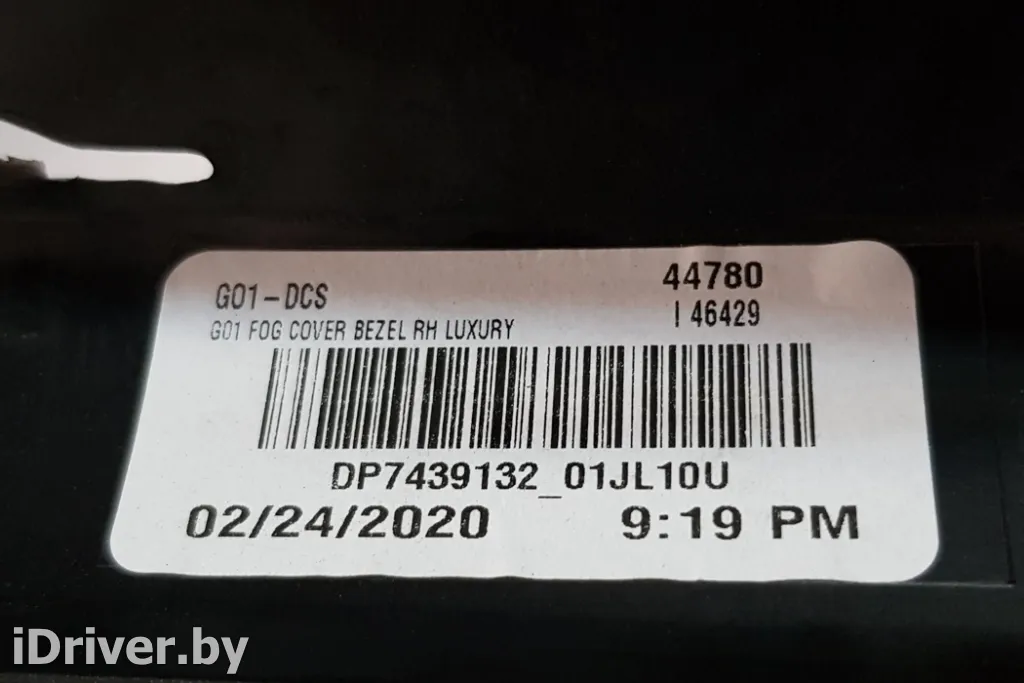 G01-DCS
44780
I 46429
G01 FOG COVER BEZEL RH LUXURY
DP7439132_01JL10U
02/24/2020 9:19 PM
iDriver.by